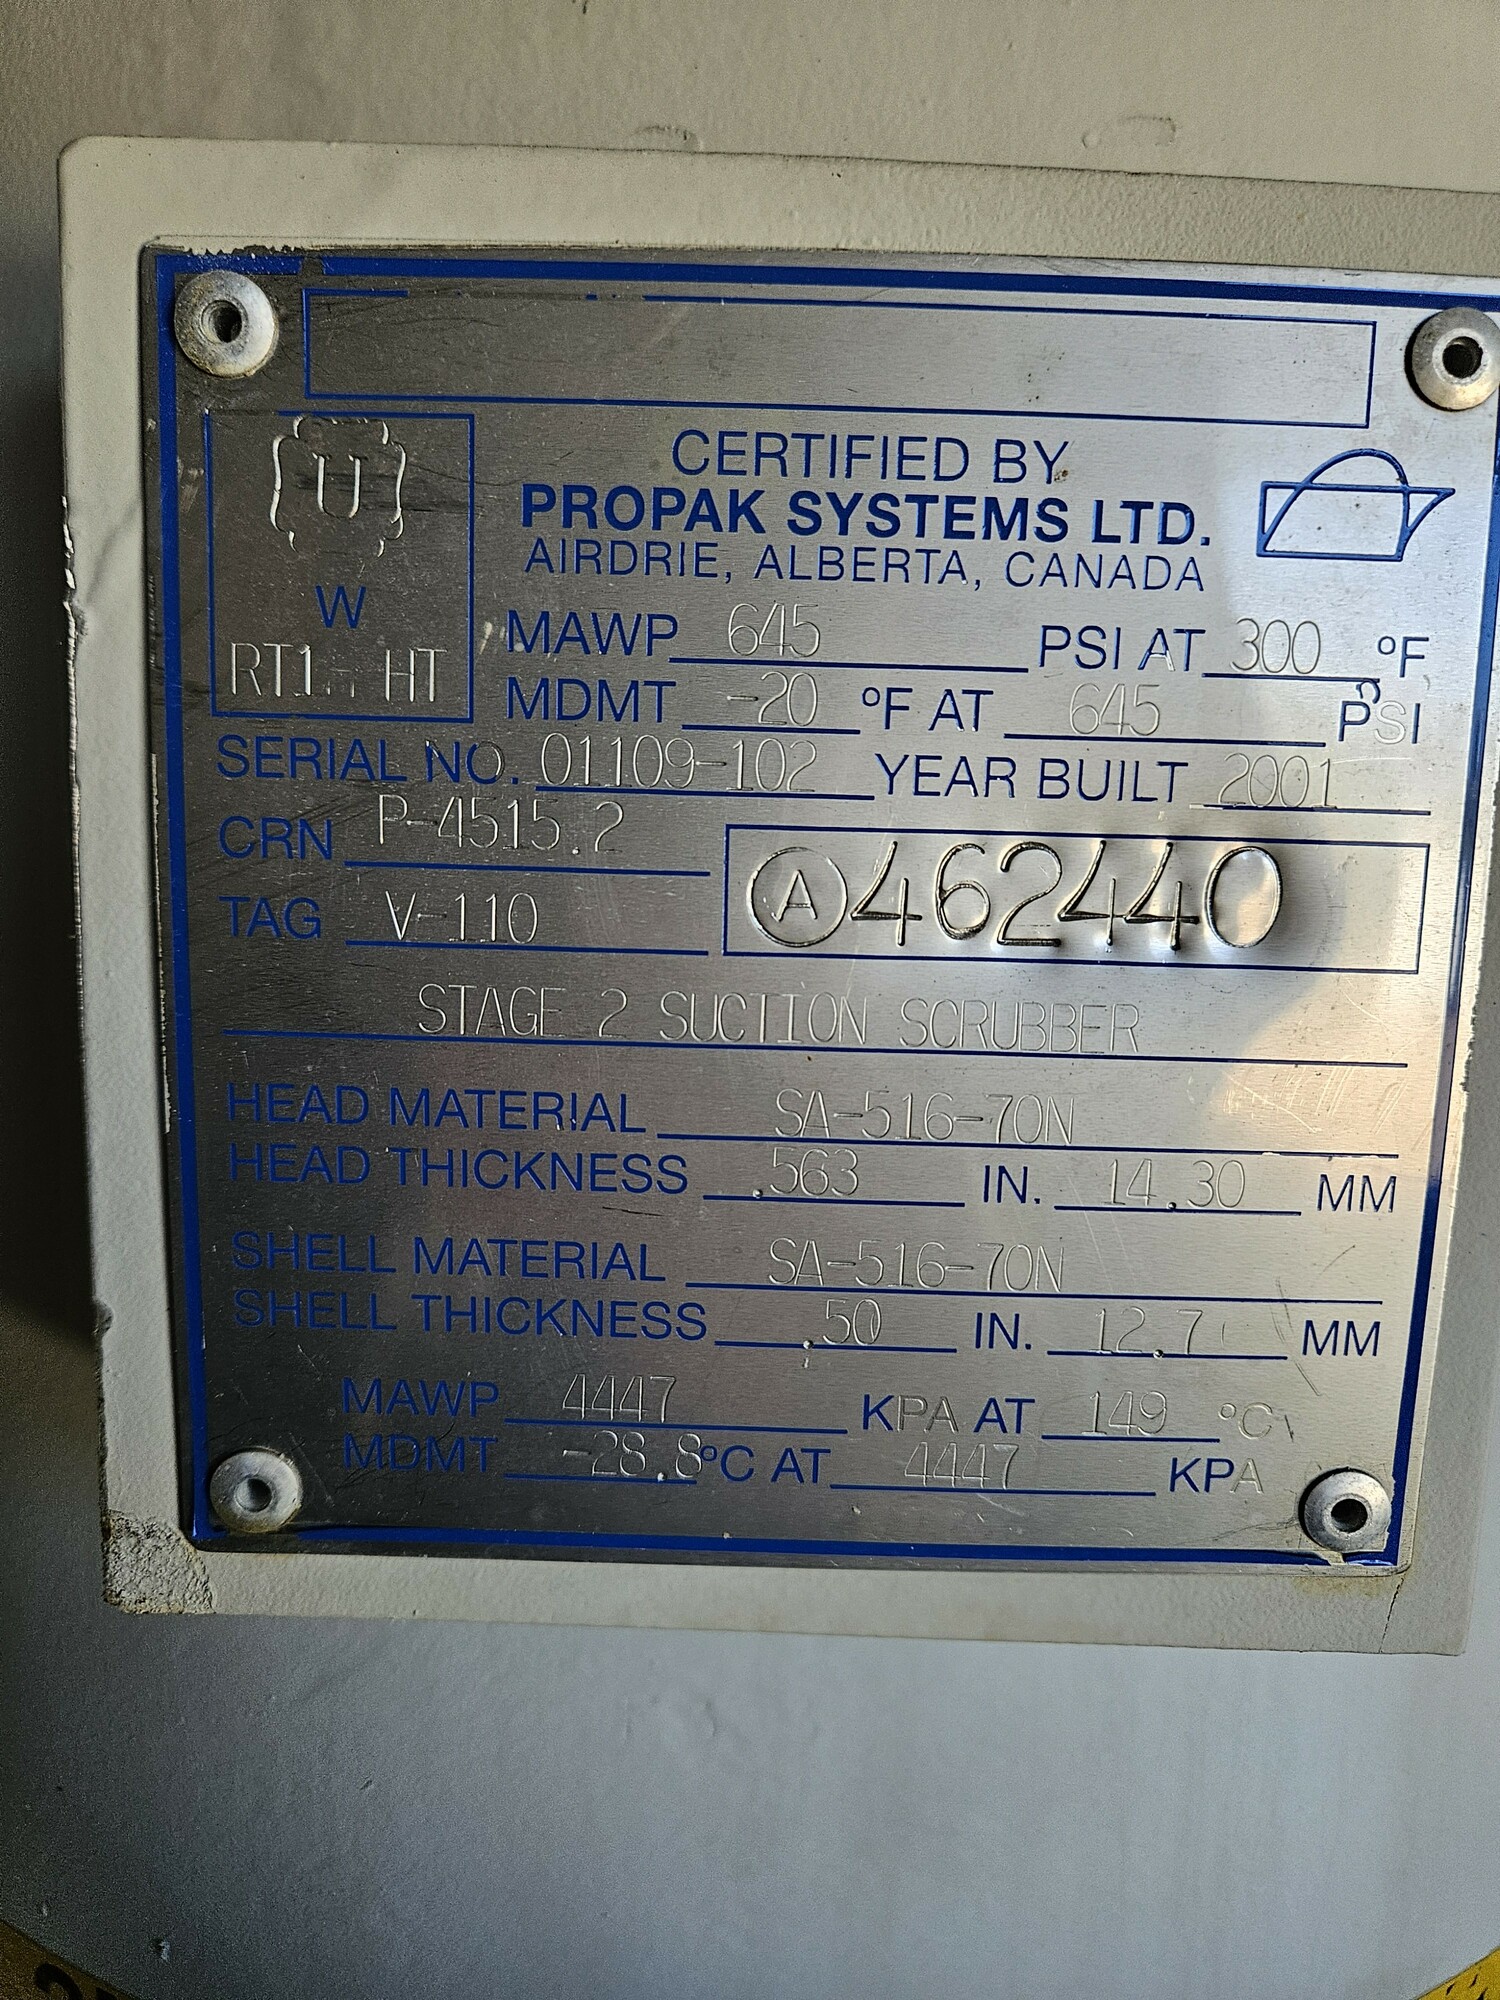 U
W
RT1- HT
CERTIFIED BY
PROPAK SYSTEMS LTD.
AIRDRIE, ALBERTA, CANADA
MAWP 645 PSI AT 300 °F
MDMT -20 °F AT 645 PSI
SERIAL NO. 01109-102 YEAR BUILT 2001
CRN P-4515.2
A 462440
TAG V-110
STAGE 2 SUCTION SCRUBBER
HEAD MATERIAL SA-516-70N
HEAD THICKNESS .563 IN. 14.30 MM
SHELL MATERIAL SA-516-70N
SHELL THICKNESS .50 IN. 12.7 MM
MAWP 4447 KPA AT 149 °C
MDMT -28.8 °C AT 4447 KPA